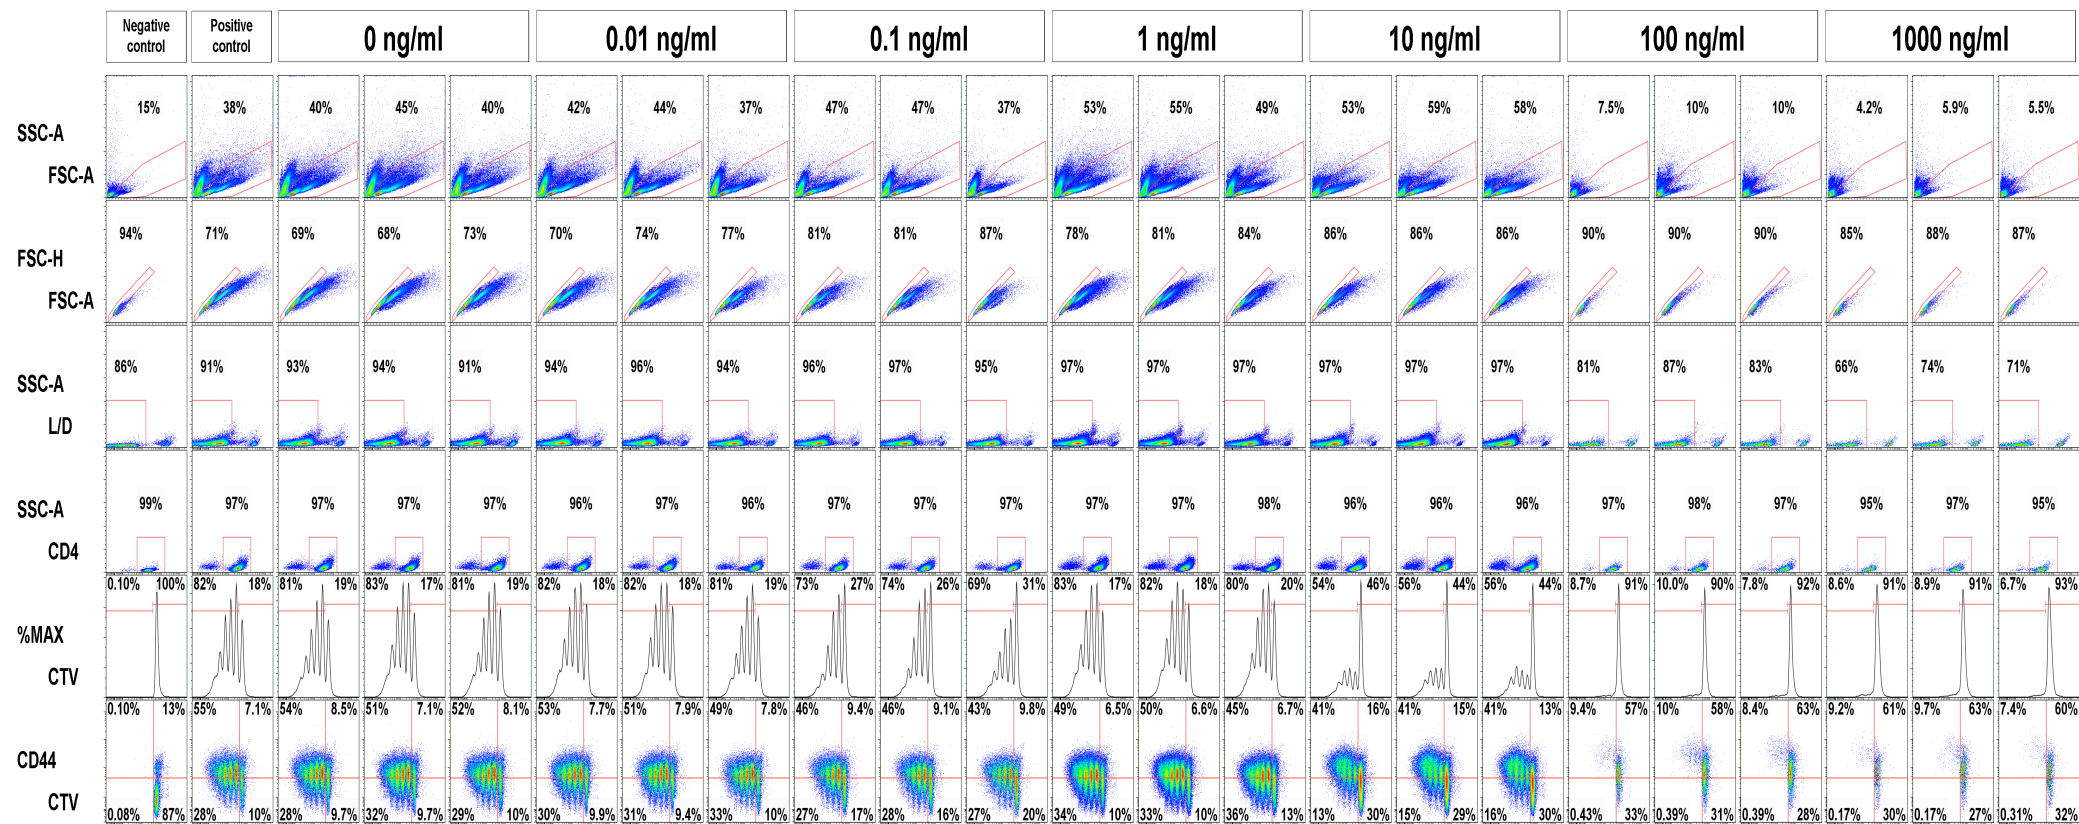 Negative control
Positive control
0 ng/ml
0.01 ng/ml
0.1 ng/ml
1 ng/ml
10 ng/ml
100 ng/ml
1000 ng/ml
SSC-A
15% 38% 40% 45% 40% 42% 44% 37% 47% 47% 37% 53% 55% 49% 53% 59% 58% 7.5% 10% 10% 4.2% 5.9% 5.5%
FSC-A
FSC-H
94% 71% 69% 68% 73% 70% 74% 77% 81% 81% 87% 78% 81% 84% 86% 86% 86% 90% 90% 90% 85% 88% 87%
FSC-A
SSC-A
86% 91% 93% 94% 91% 94% 96% 94% 96% 97% 95% 97% 97% 97% 97% 97% 97% 81% 87% 83% 66% 74% 71%
L/D
SSC-A
99% 97% 97% 97% 97% 96% 97% 96% 97% 97% 97% 97% 97% 98% 96% 96% 96% 97% 98% 97% 95% 97% 95%
CD4
0.10% 100% 82% 18% 81% 19% 83% 17% 81% 19% 82% 18% 82% 18% 81% 19% 73% 27% 74% 26% 69% 31% 83% 17% 82% 18% 80% 20% 54% 46% 56% 44% 56% 44% 8.7% 91% 10.0% 90% 7.8% 92% 8.6% 91% 8.9% 91% 6.7% 93%
%MAX
CTV
0.10% 13% 55% 7.1% 54% 8.5% 51% 7.1% 52% 8.1% 53% 7.7% 51% 7.9% 49% 7.8% 46% 9.4% 46% 9.1% 43% 9.8% 49% 6.5% 50% 6.6% 45% 6.7% 41% 16% 41% 15% 41% 13% 9.4% 57% 10% 58% 8.4% 63% 9.2% 61% 9.7% 63% 7.4% 60%
CD44
CTV
0.08% 87% 28% 10% 28% 9.7% 32% 9.7% 29% 10% 30% 9.9% 31% 9.4% 33% 10% 30% 17% 28% 16% 27% 20% 34% 10% 33% 10% 36% 13% 13% 30% 15% 29% 16% 30% 0.43% 33% 0.39% 31% 0.39% 28% 0.17% 30% 0.17% 27% 0.31% 32%